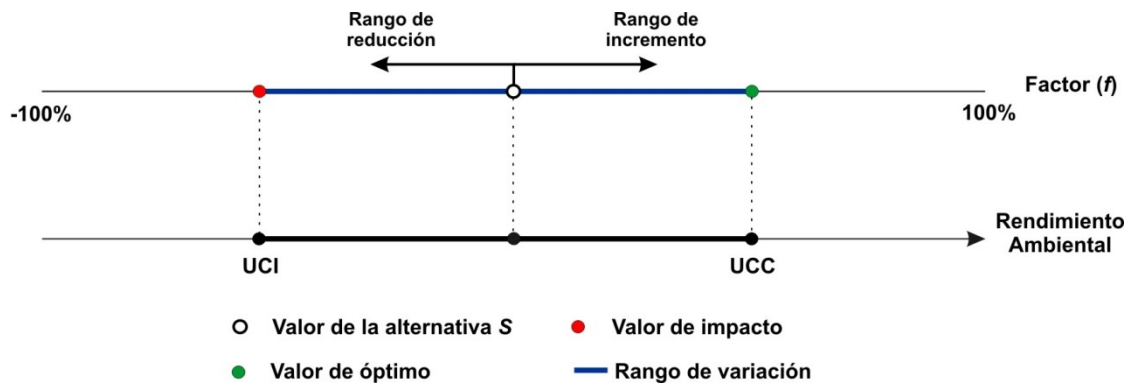 Rango de
reducción
Rango de
incremento
Factor (f)
-100%
100%
Rendimiento
Ambiental
UCI
UCC
Valor de la alternativa S
Valor de impacto
Valor de óptimo
Rango de variación